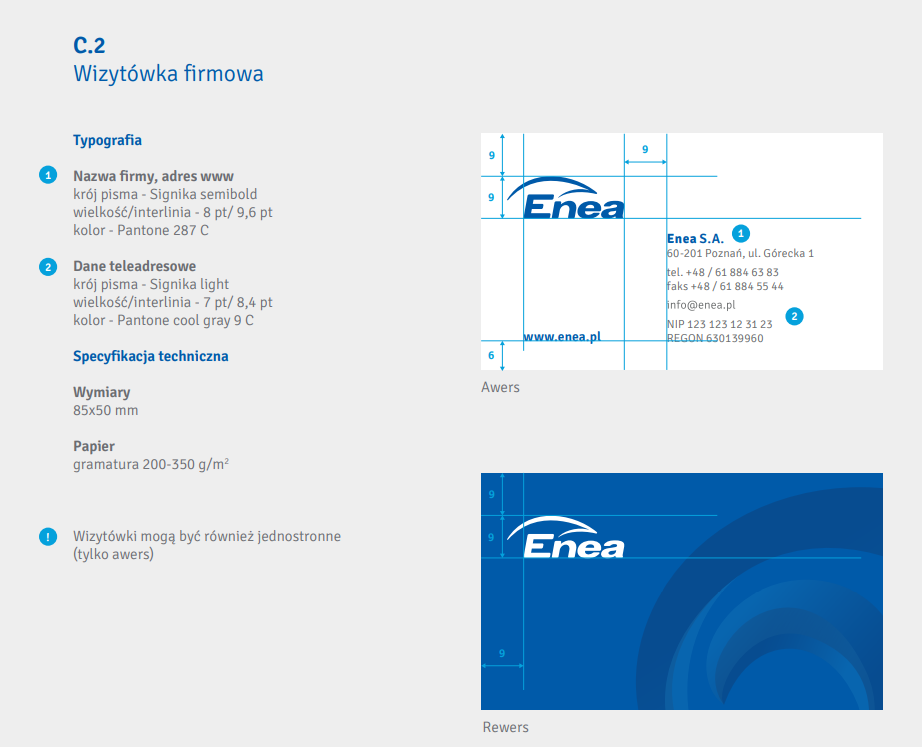 C.2
Wizytówka firmowa
Typografia
1
Nazwa firmy, adres www
krój pisma - Signika semibold
wielkość/interlinia - 8 pt/ 9,6 pt
kolor - Pantone 287 C
2
Dane teleadresowe
krój pisma - Signika light
wielkość/interlinia - 7 pt/ 8,4 pt
kolor - Pantone cool gray 9 C
Specyfikacja techniczna
Wymiary
85x50 mm
Papier
gramatura 200-350 g/m²
!
Wizytówki mogą być również jednostronne
(tylko awers)
9
9
9
Enea
Enea S.A.
1
60-201 Poznań, ul. Górecka 1
tel. +48 / 61 884 63 83
faks +48 / 61 884 55 44
info@enea.pl
2
NIP 123 123 12 31 23
www.enea.pl
REGON 630139960
6
Awers
9
9
Enea
9
Rewers